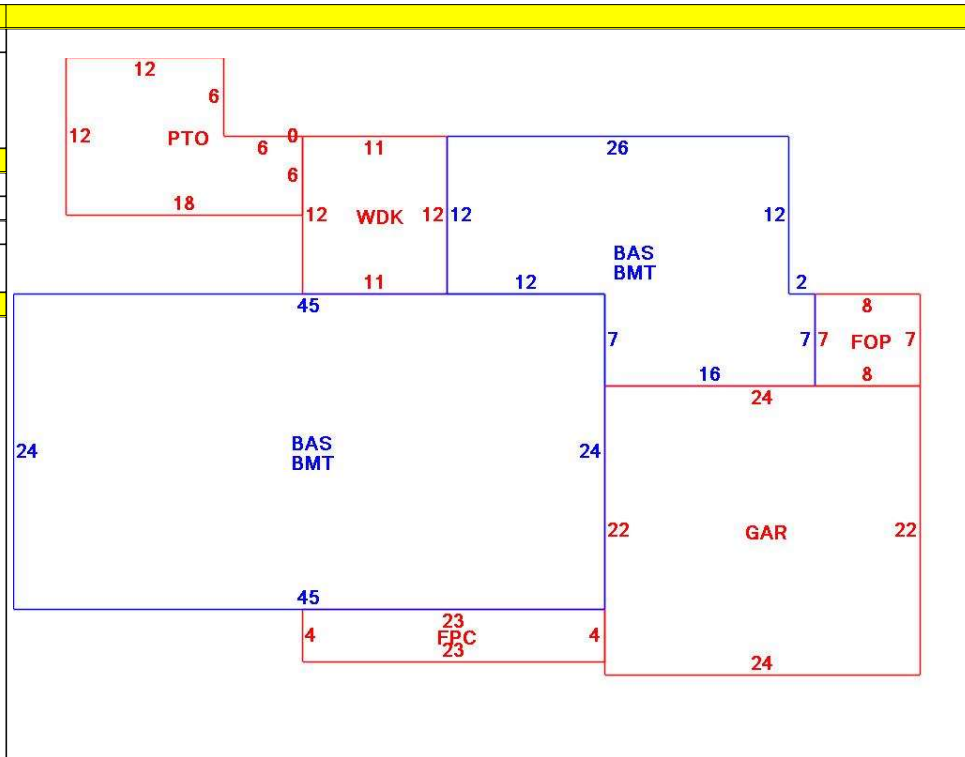 12
6
12 PTO 0
6 11 26
6
18
12 WDK 12 12 12
BAS
BMT
11 12 2
45 8
7 7 7 FOP 7
16 8
24
BAS
BMT
24 24
22 GAR 22
45
23
4 FPC 4
23
24